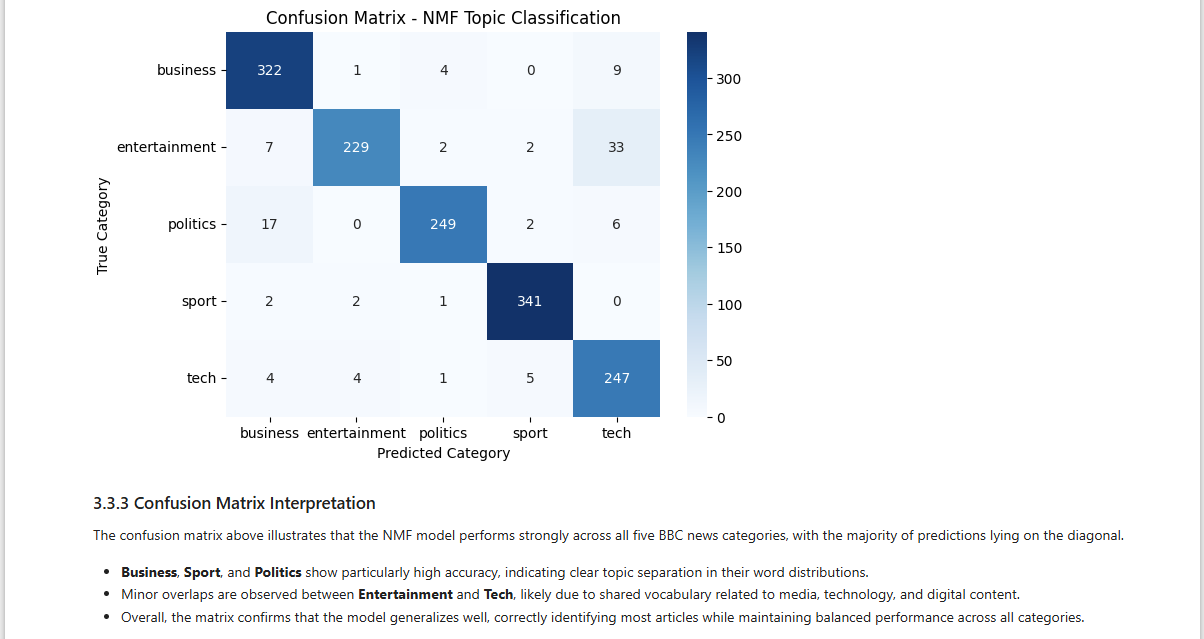 Confusion Matrix - NMF Topic Classification
business 322 1 4 0 9
entertainment 7 229 2 2 33
politics 17 0 249 2 6
sport 2 2 1 341 0
tech 4 4 1 5 247
business entertainment politics sport tech
Predicted Category
True Category
300
250
200
150
100
50
0
3.3.3 Confusion Matrix Interpretation
The confusion matrix above illustrates that the NMF model performs strongly across all five BBC news categories, with the majority of predictions lying on the diagonal.
• Business, Sport, and Politics show particularly high accuracy, indicating clear topic separation in their word distributions.
• Minor overlaps are observed between Entertainment and Tech, likely due to shared vocabulary related to media, technology, and digital content.
• Overall, the matrix confirms that the model generalizes well, correctly identifying most articles while maintaining balanced performance across all categories.